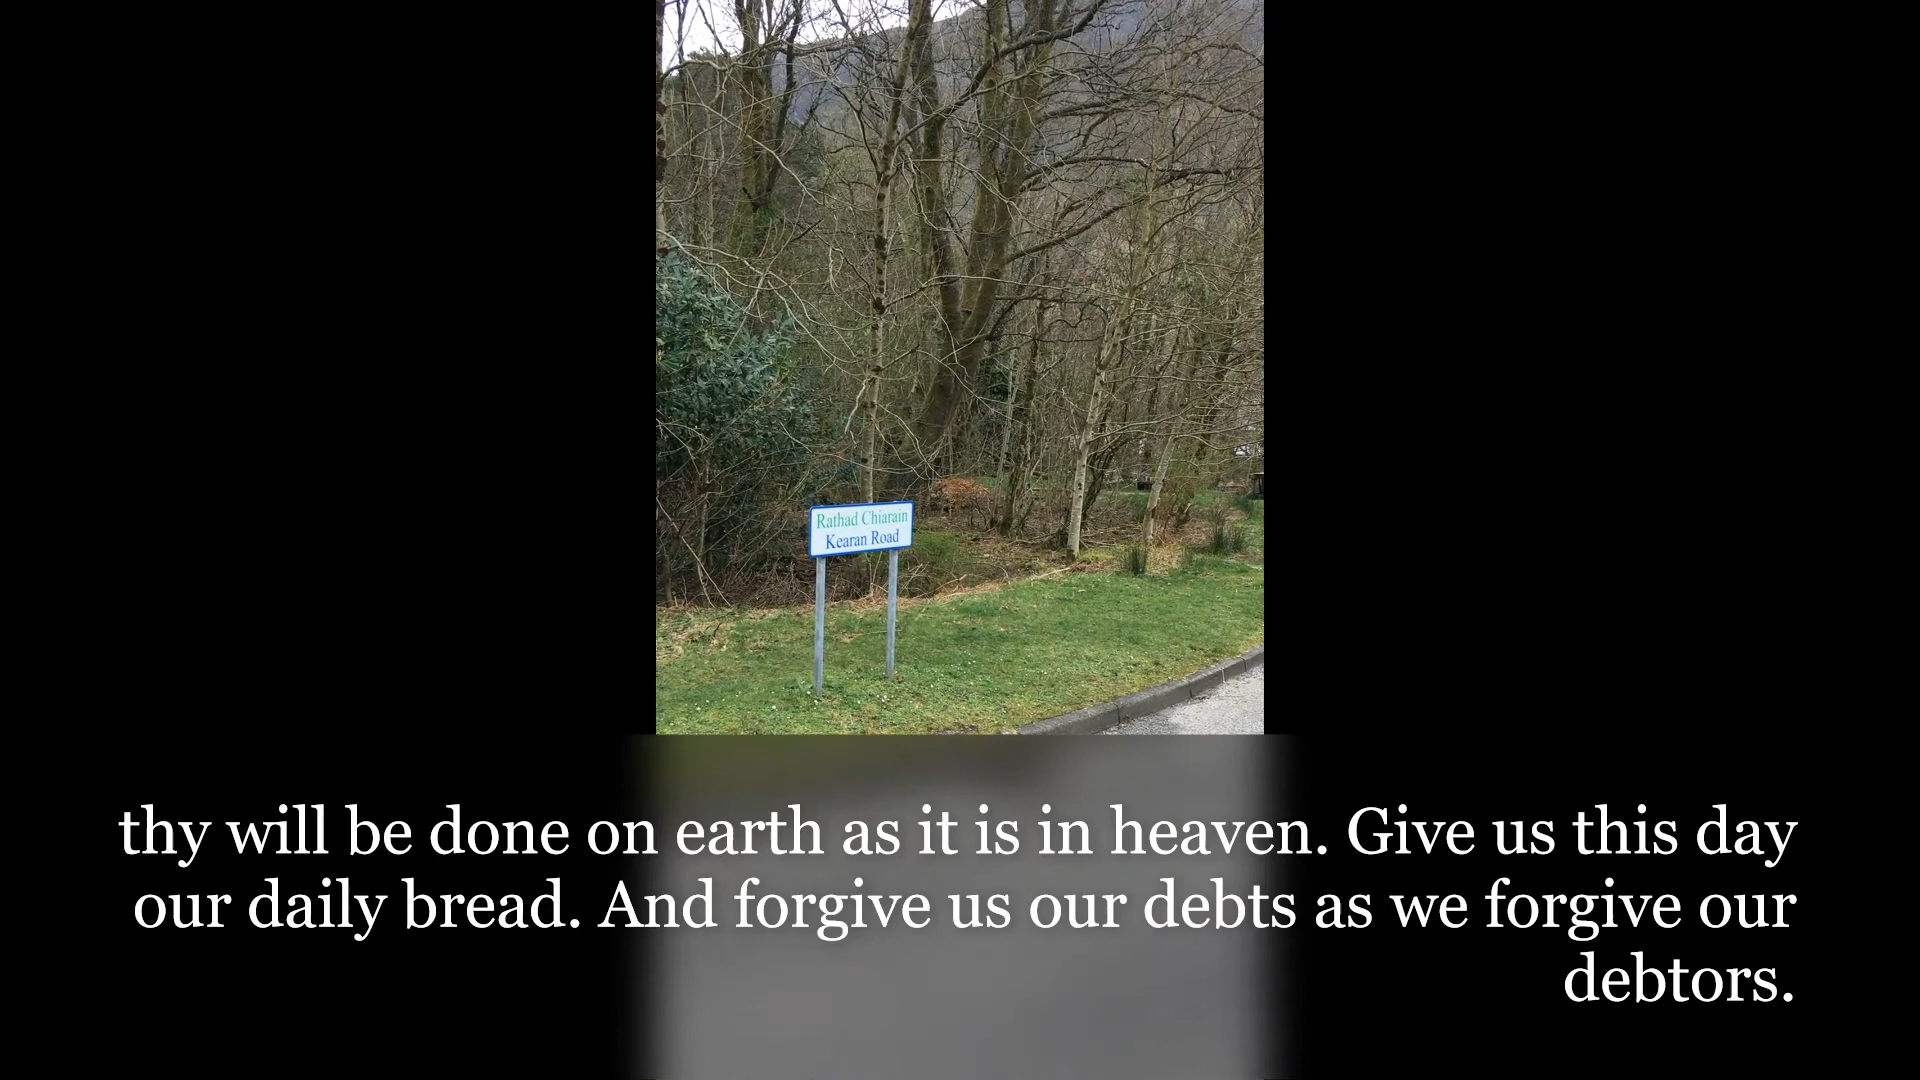 Rathad Chiarain
Kearan Road
thy will be done on earth as it is in heaven. Give us this day
our daily bread. And forgive us our debts as we forgive our
debtors.